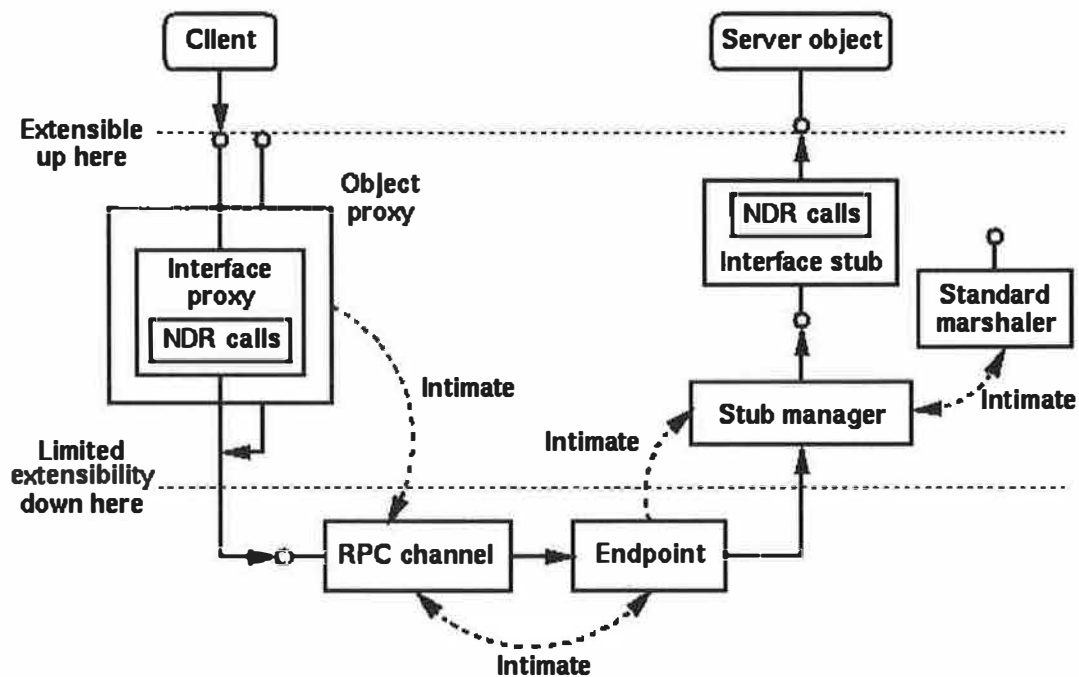 Client
Server object
Extensible
up here
Object
proxy
NDR calls
Interface stub
Interface
proxy
NDR calls
Standard
marshaler
Intimate
Stub manager
Intimate
Intimate
Limited
extensibility
down here
RPC channel
Endpoint
Intimate